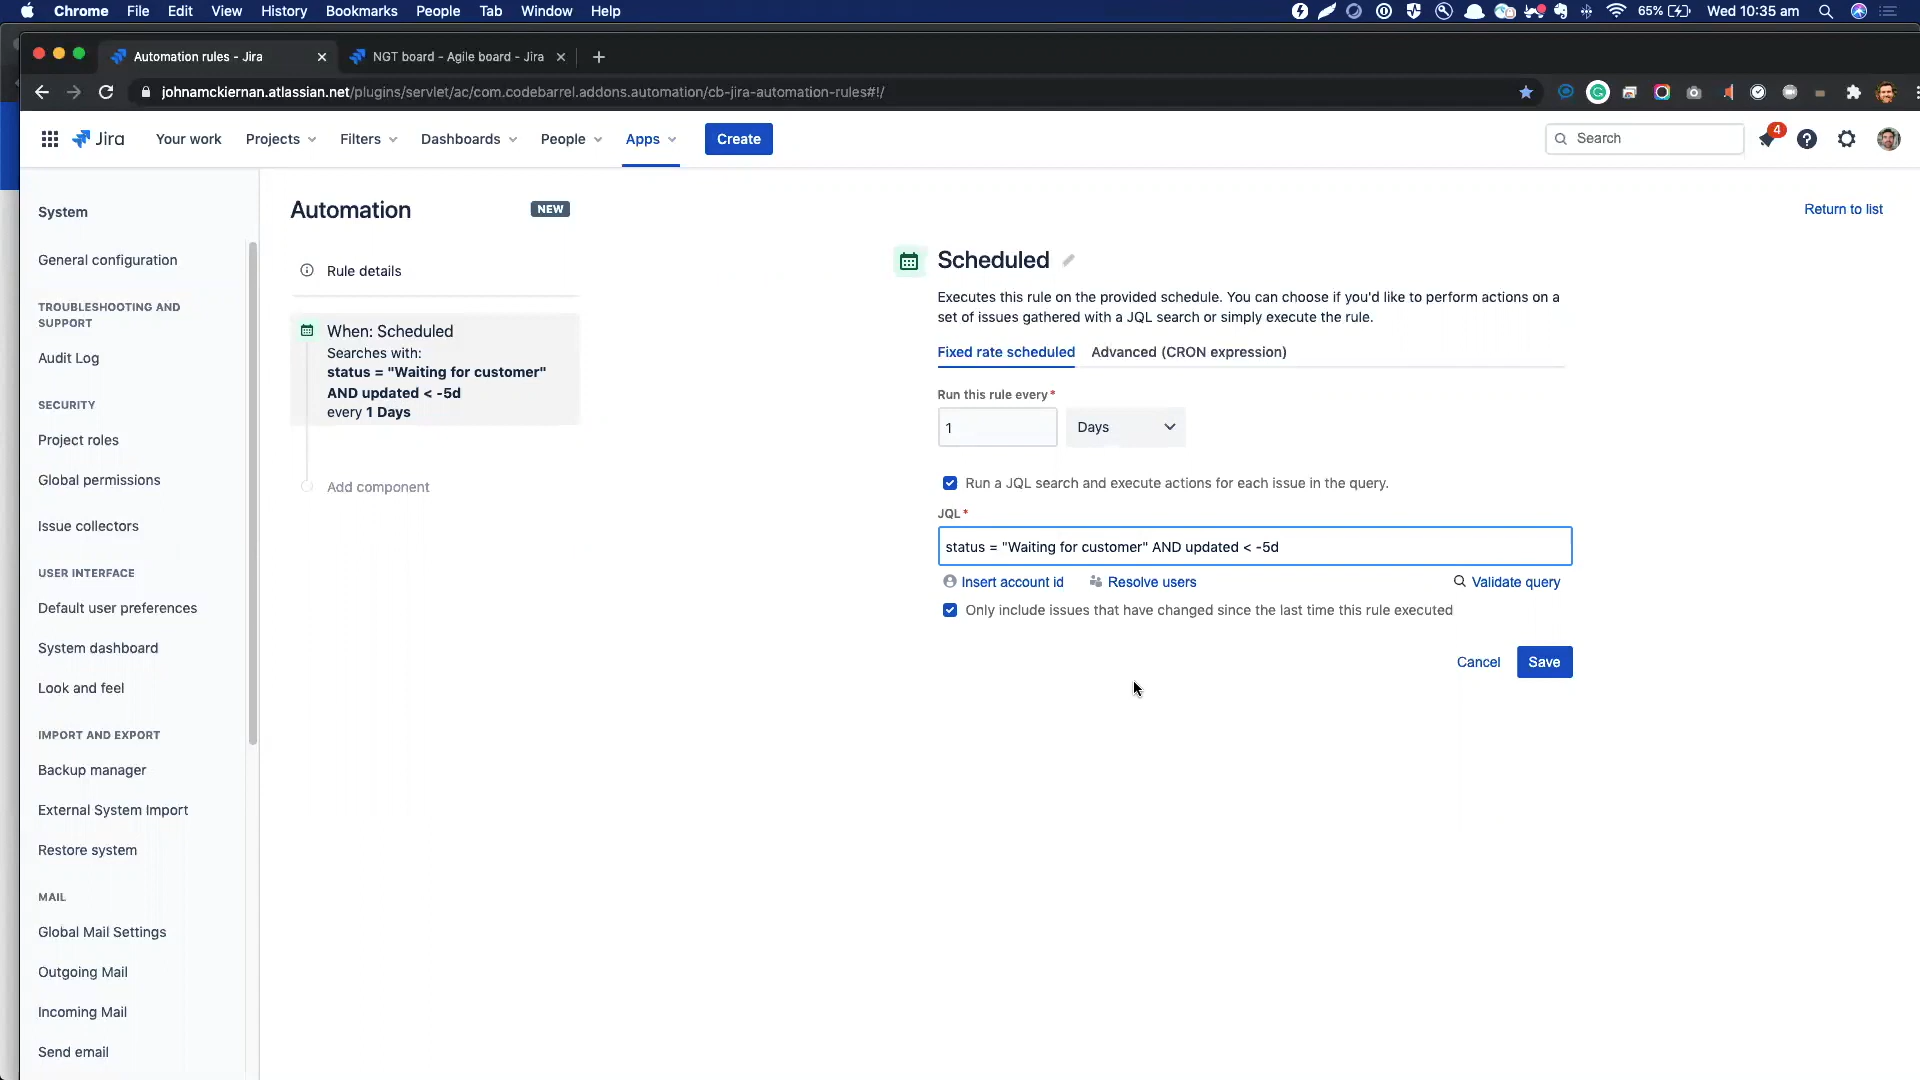 Chrome File Edit View History Bookmarks People Tab Window Help 65% Wed 10:35 am
Automation rules - Jira NGT board - Agile board - Jira
johnamckiernan.atlassian.net/plugins/servlet/ac/com.codebarrel.addons.automation/cb-jira-automation-rules#!/
Jira Your work Projects Filters Dashboards People Apps Create Search 4
System
General configuration
TROUBLESHOOTING AND
SUPPORT
Audit Log
SECURITY
Project roles
Global permissions
Issue collectors
USER INTERFACE
Default user preferences
System dashboard
Look and feel
IMPORT AND EXPORT
Backup manager
External System Import
Restore system
MAIL
Global Mail Settings
Outgoing Mail
Incoming Mail
Send email
Automation NEW
Return to list
Rule details
When: Scheduled
Searches with:
status = "Waiting for customer"
AND updated < -5d
every 1 Days
Add component
Scheduled
Executes this rule on the provided schedule. You can choose if you'd like to perform actions on a
set of issues gathered with a JQL search or simply execute the rule.
Fixed rate scheduled Advanced (CRON expression)
Run this rule every*
1 Days
Run a JQL search and execute actions for each issue in the query.
JQL*
status = "Waiting for customer" AND updated < -5d
Insert account id Resolve users Validate query
Only include issues that have changed since the last time this rule executed
Cancel Save